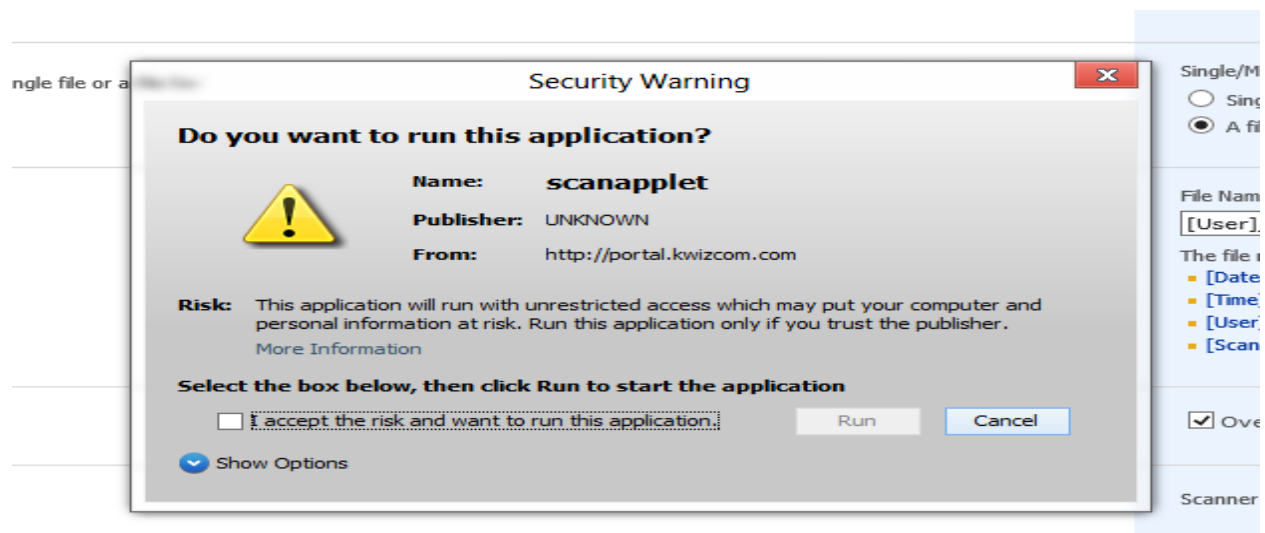 ngle file or a
Security Warning
Do you want to run this application?
Name: scanapplet
Publisher: UNKNOWN
From: http://portal.kwizcom.com
Risk: This application will run with unrestricted access which may put your computer and
personal information at risk. Run this application only if you trust the publisher.
More Information
Select the box below, then click Run to start the application
I accept the risk and want to run this application.
Run
Cancel
Show Options
Single/M
Sing
A fi
File Nam
[User]_
The file
[Date
[Time]
[User]
[Scan
Ove
Scanner